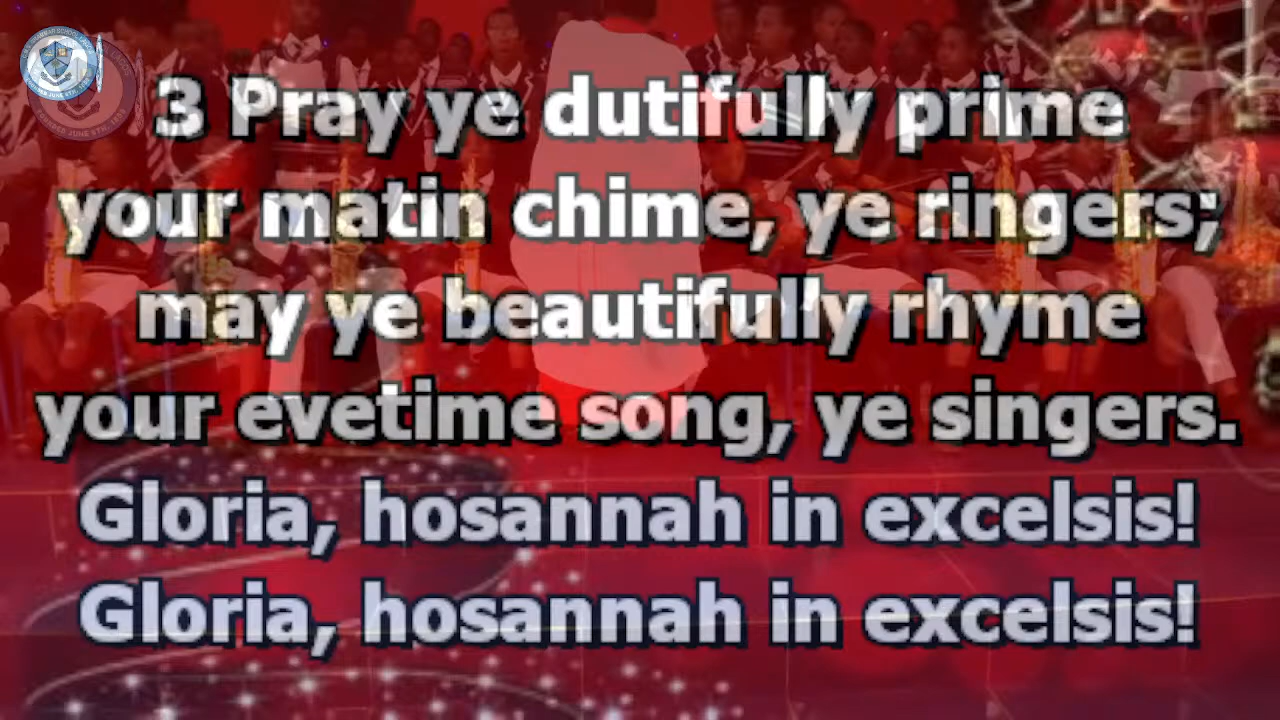 3 Pray ye dutifully prime
your matin chime, ye ringers;
may ye beautifully rhyme
your evetime song, ye singers.
Gloria, hosannah in excelsis!
Gloria, hosannah in excelsis!